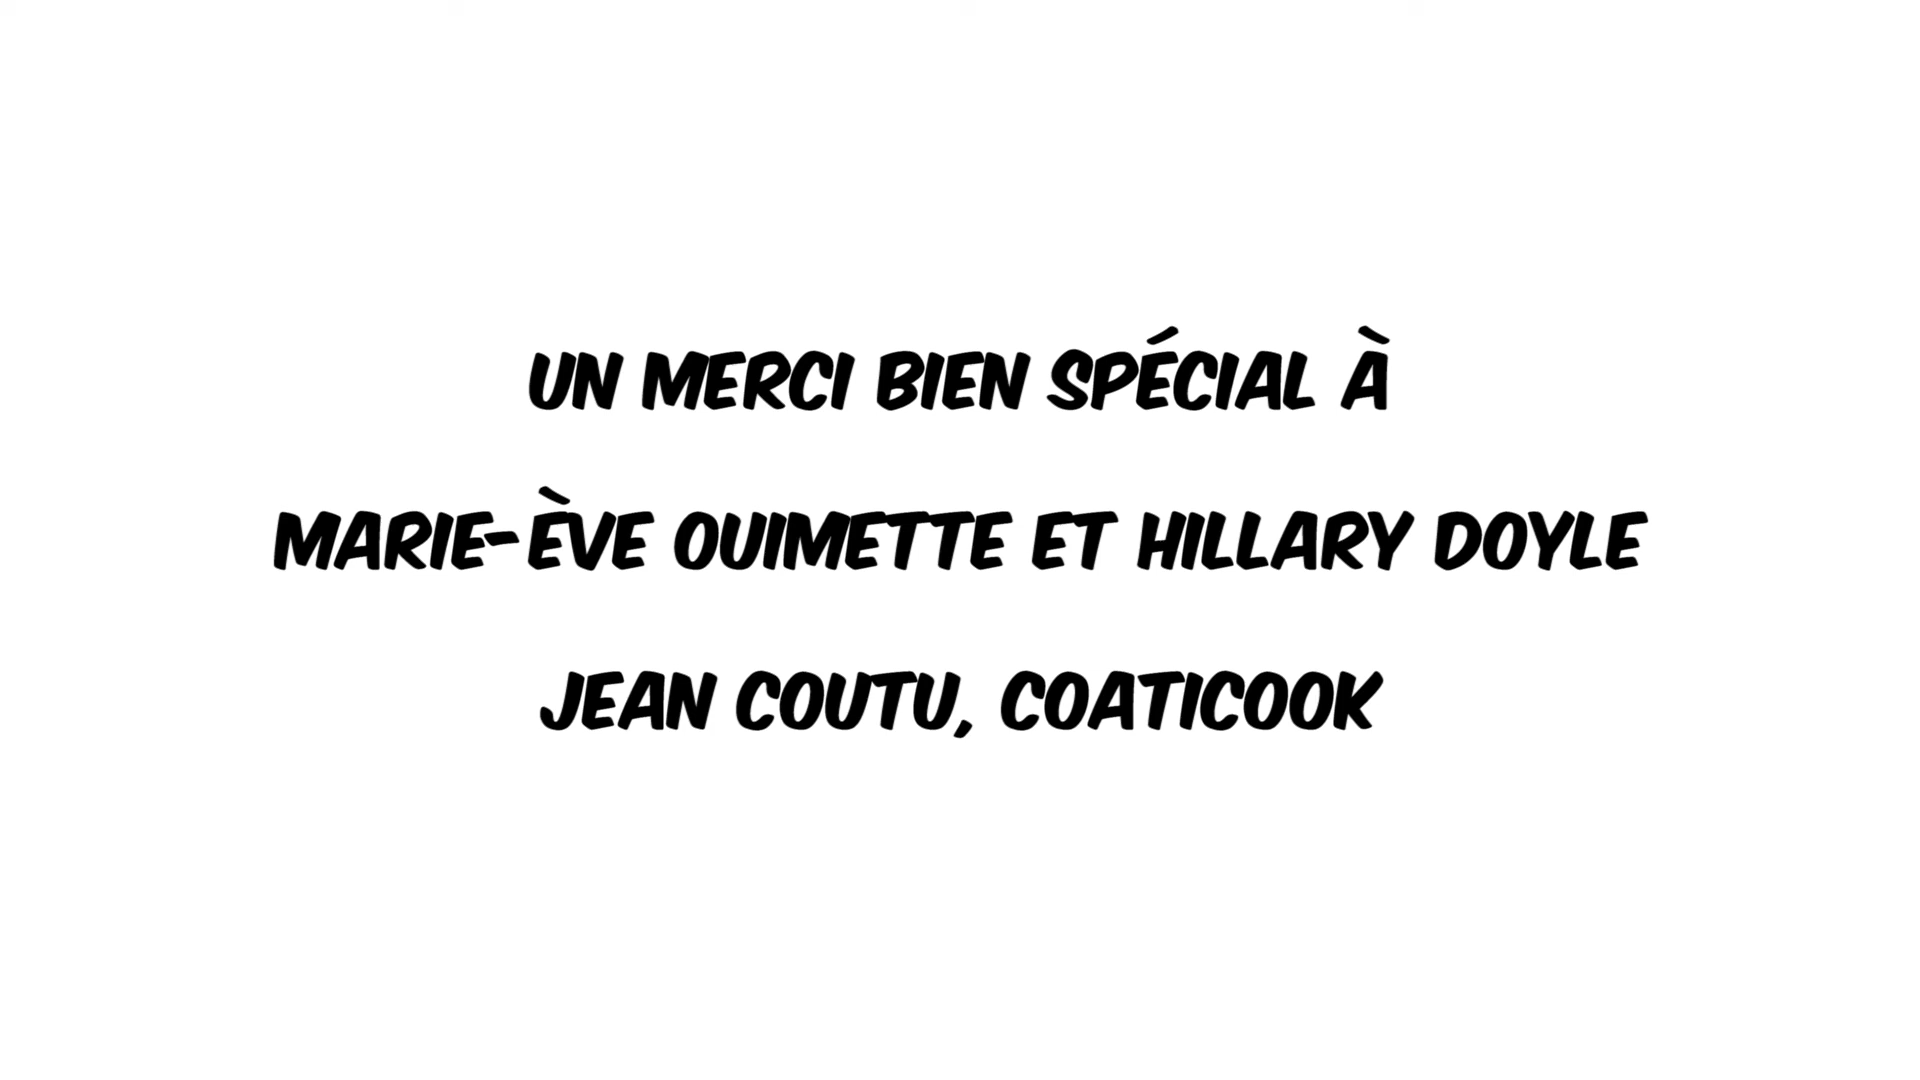 UN MERCI BIEN SPÉCIAL À
MARIE-ÈVE OUIMETTE ET HILLARY DOYLE
JEAN COUTU, COATICOOK